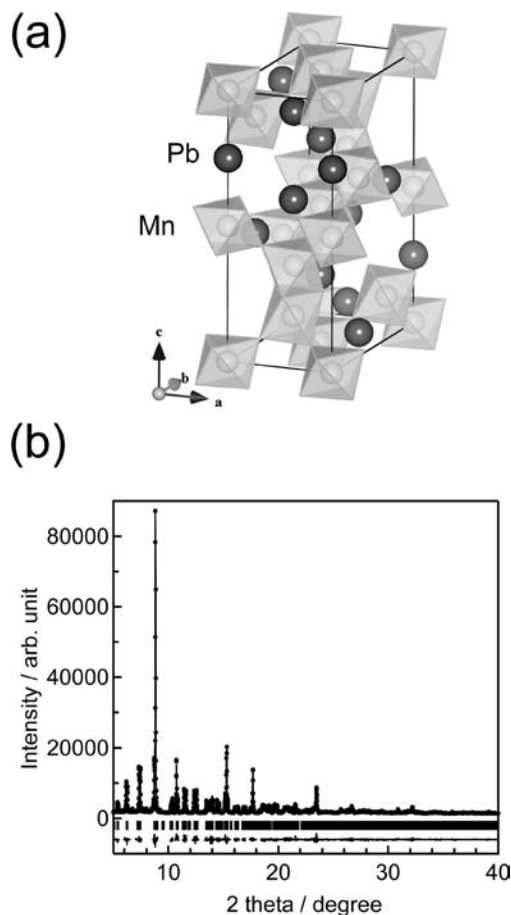 (a)
Pb
Mn
c
b
a
(b)
Intensity / arb. unit
80000
60000
40000
20000
0
10 20 30 40
2 theta / degree